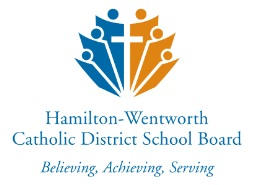 Hamilton-Wentworth
Catholic District School Board
Believing, Achieving, Serving